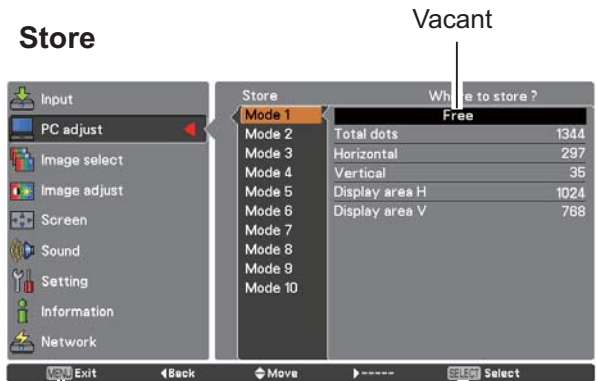 Vacant
Store
Input
PC adjust
Image select
Image adjust
Screen
Sound
Setting
Information
Network
Store Where to store ?
Mode 1
Mode 2
Mode 3
Mode 4
Mode 5
Mode 6
Mode 7
Mode 8
Mode 9
Mode 10
Free
Total dots 1344
Horizontal 297
Vertical 35
Display area H 1024
Display area V 768
MENU Exit ◀Back Move ▶----- SELECT Select